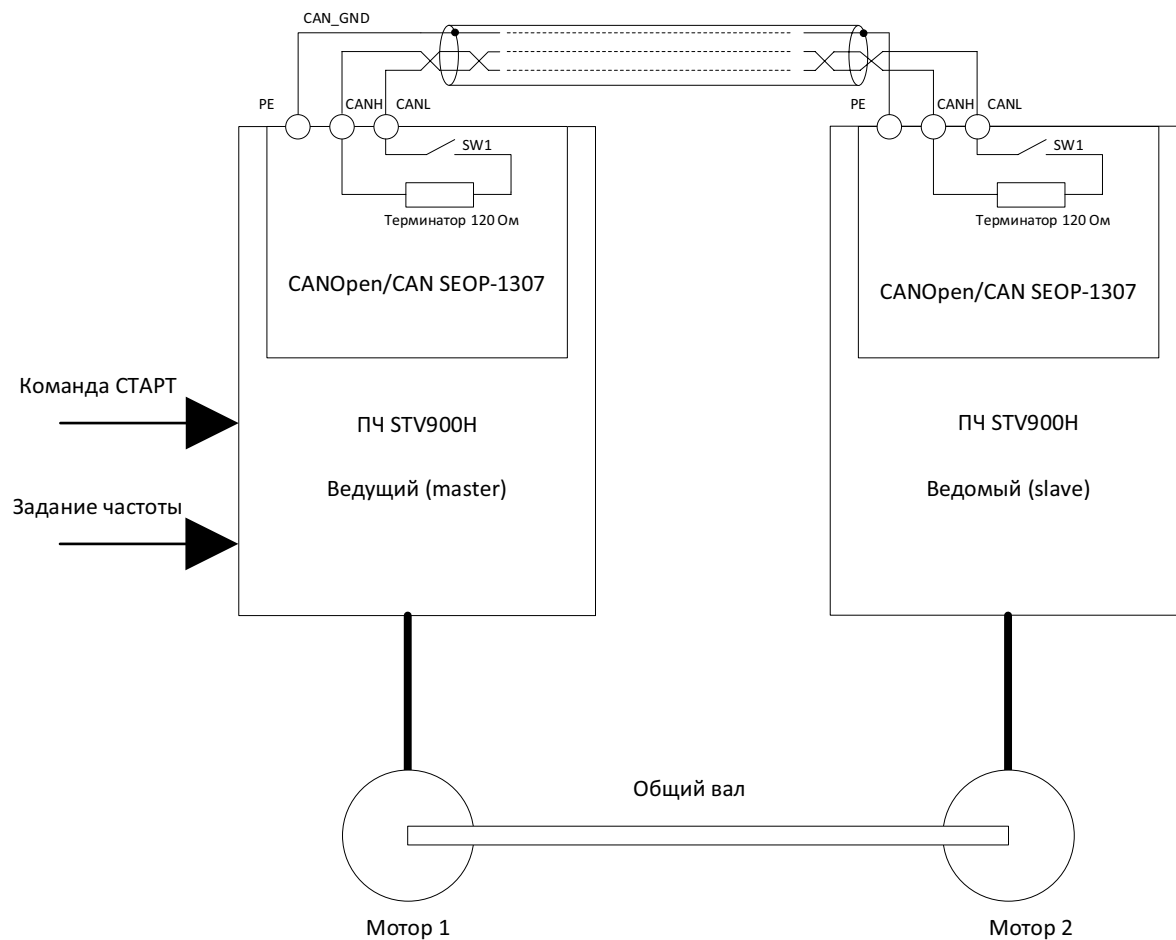 CAN_GND
PE
CANH
CANL
PE
CANH
CANL
SW1
SW1
Терминатор 120 Ом
Терминатор 120 Ом
CANOpen/CAN SEOP-1307
CANOpen/CAN SEOP-1307
Команда СТАРТ
ПЧ STV900H
ПЧ STV900H
Ведущий (master)
Ведомый (slave)
Задание частоты
Общий вал
Мотор 1
Мотор 2